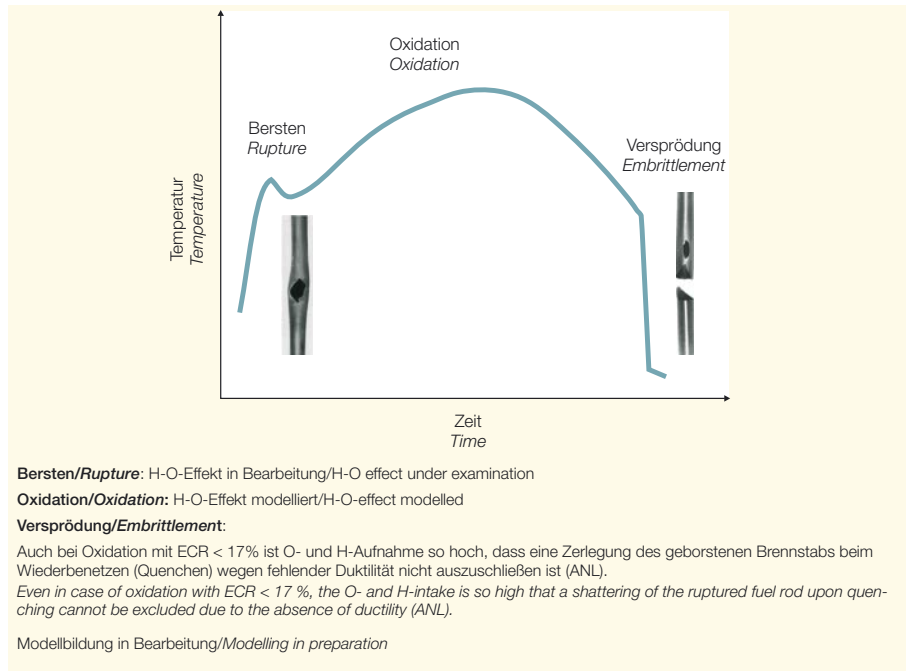 Oxidation
Oxidation
Bersten
Rupture
Versprödung
Embrittlement
Temperatur
Temperature
Zeit
Time
Bersten/Rupture: H-O-Effekt in Bearbeitung/H-O effect under examination
Oxidation/Oxidation: H-O-Effekt modelliert/H-O-effect modelled
Versprödung/Embrittlement:
Auch bei Oxidation mit ECR < 17% ist O- und H-Aufnahme so hoch, dass eine Zerlegung des geborstenen Brennstabs beim
Wiederbenetzen (Quenchen) wegen fehlender Duktilität nicht auszuschließen ist (ANL).
Even in case of oxidation with ECR < 17 %, the O- and H-intake is so high that a shattering of the ruptured fuel rod upon quen-
ching cannot be excluded due to the absence of ductility (ANL).
Modellbildung in Bearbeitung/Modelling in preparation